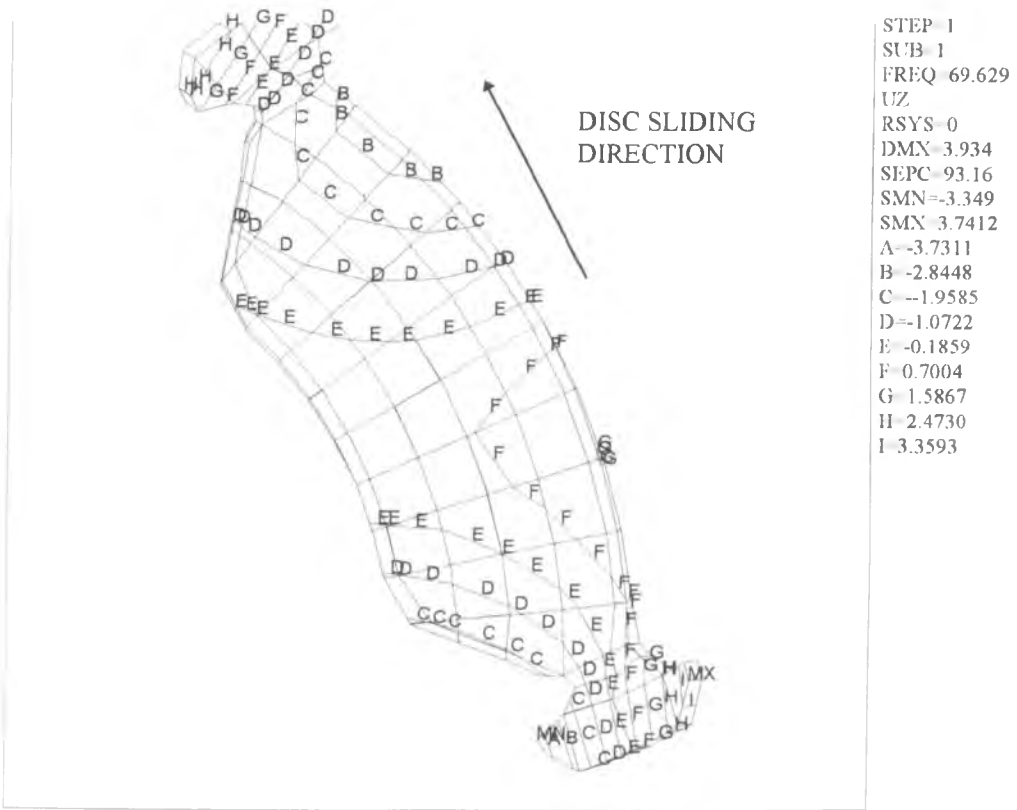 DISC SLIDING
DIRECTION
STEP=1
SUB=1
FREQ=69.629
UZ
RSYS=0
DMX=3.934
SEPC=93.16
SMN=-3.349
SMX=3.7412
A=-3.7311
B=-2.8448
C=-1.9585
D=-1.0722
E=-0.1859
F=0.7004
G=1.5867
H=2.4730
I=3.3593
MX
MN